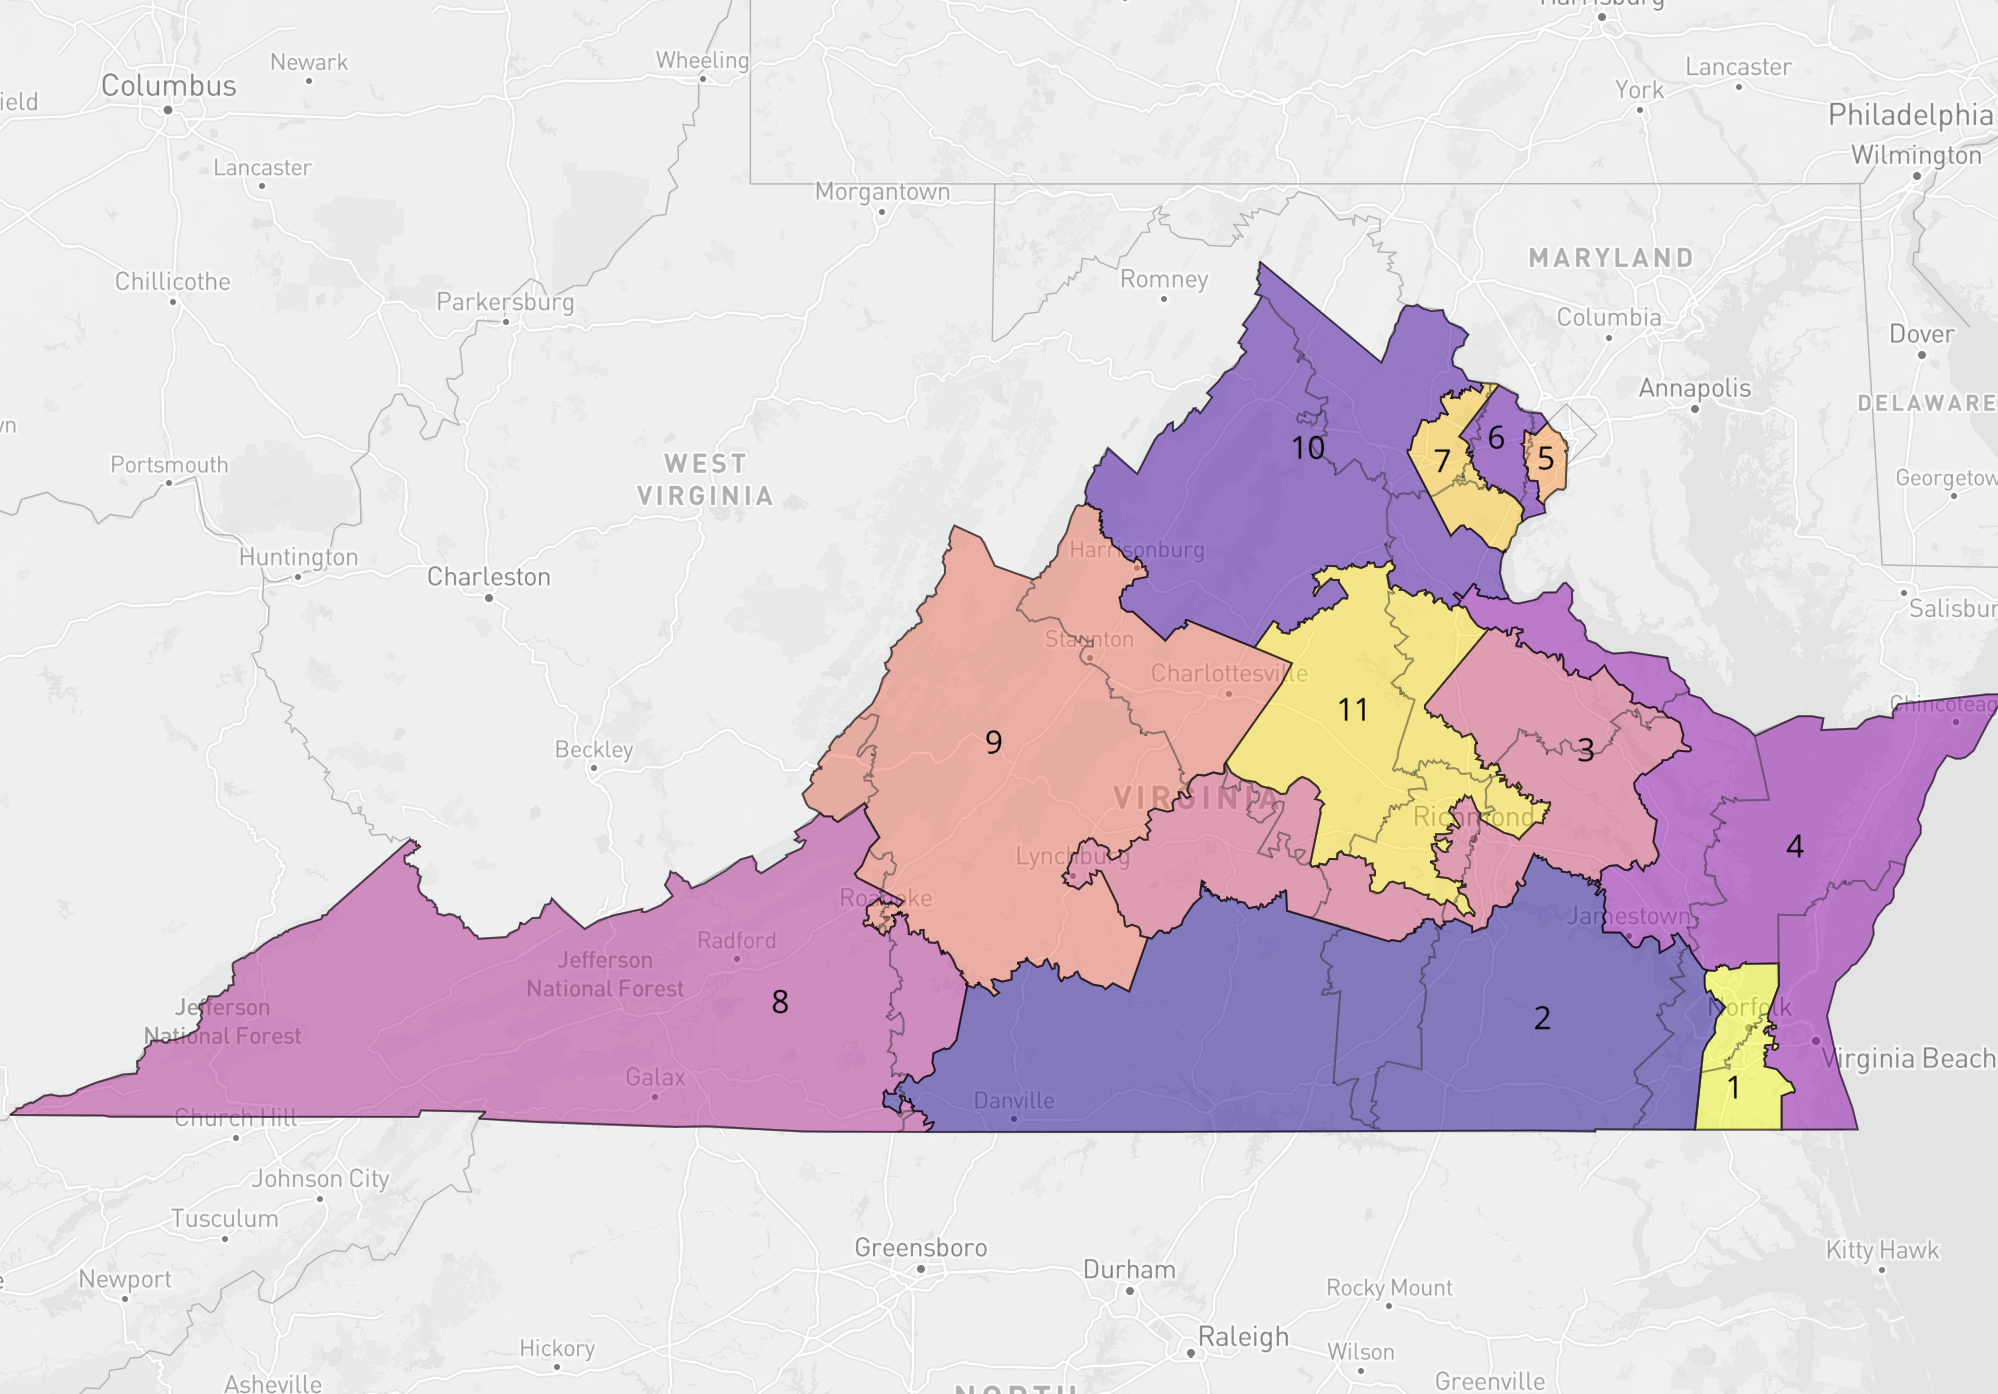 Harrisburg
Newark
Wheeling
Columbus
Lancaster
York
Philadelphia
ield
Lancaster
Wilmington
Morgantown
MARYLAND
Chillicothe
Romney
Parkersburg
Columbia
Dover
Annapolis
DELAWARE
wn
10
6
7
5
Portsmouth
WEST
VIRGINIA
Georgetow
Huntington
Charleston
Harrisonburg
Salisbur
Staunton
Charlottesville
11
9
3
Beckley
Chincoteag
VIRGINIA
Richmond
4
Lynchburg
Roanoke
Jamestown
Radford
Jefferson
National Forest
8
2
Jefferson
National Forest
Norfolk
Virginia Beach
Galax
1
Danville
Church Hill
Johnson City
Tusculum
Greensboro
Durham
Kitty Hawk
Newport
Rocky Mount
Raleigh
Hickory
Wilson
Asheville
Greenville
NORTH